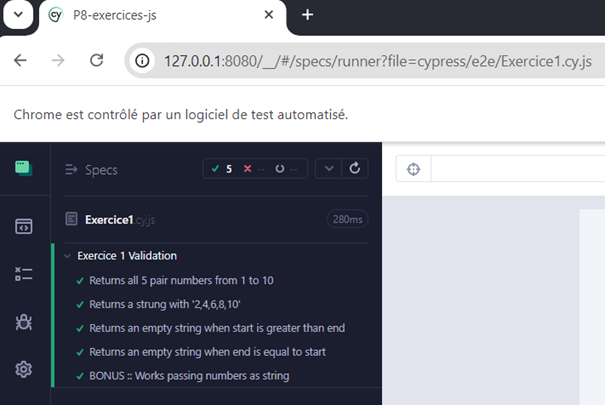 P8-exercices-js
127.0.0.1:8080/__/#/specs/runner?file=cypress/e2e/Exercice1.cy.js
Chrome est contrôlé par un logiciel de test automatisé.
Specs 5 -- --
Exercice1.cy.js 280ms
Exercice 1 Validation
Returns all 5 pair numbers from 1 to 10
Returns a strung with '2,4,6,8,10'
Returns an empty string when start is greater than end
Returns an empty string when end is equal to start
BONUS :: Works passing numbers as string